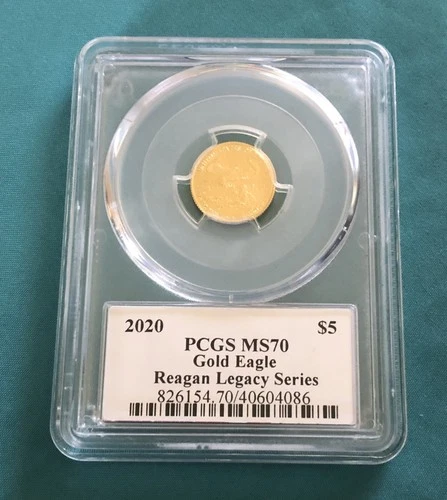 2020 PCGS MS70 $5
Gold Eagle
Reagan Legacy Series
826154.70/40604086